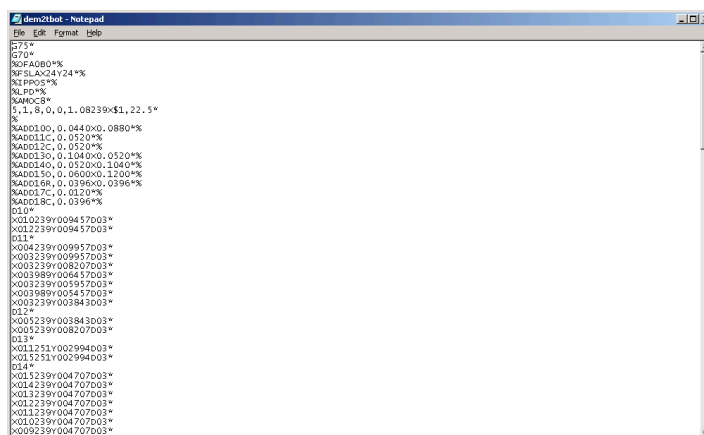 dem2tbot - Notepad
File Edit Format Help
G75*
G70*
%OFA0B0*%
%FSLAX24Y24*%
%IPPOS*%
%LPD*%
%AMOC8*
5,1,8,0,0,1.08239X$1,22.5*
%
%ADD10O,0.0440X0.0880*%
%ADD11C,0.0520*%
%ADD12C,0.0520*%
%ADD13O,0.1040X0.0520*%
%ADD14O,0.0520X0.1040*%
%ADD15O,0.0600X0.1200*%
%ADD16R,0.0396X0.0396*%
%ADD17C,0.0120*%
%ADD18C,0.0396*%
D10*
X010239Y009457D03*
X012239Y009457D03*
D11*
X004239Y009957D03*
X003239Y009957D03*
X003239Y008207D03*
X003989Y006457D03*
X003239Y005957D03*
X003989Y005457D03*
X003239Y003843D03*
D12*
X005239Y003843D03*
X005239Y008207D03*
D13*
X011251Y002994D03*
X015251Y002994D03*
D14*
X015239Y004707D03*
X014239Y004707D03*
X013239Y004707D03*
X012239Y004707D03*
X011239Y004707D03*
X010239Y004707D03*
X009239Y004707D03*